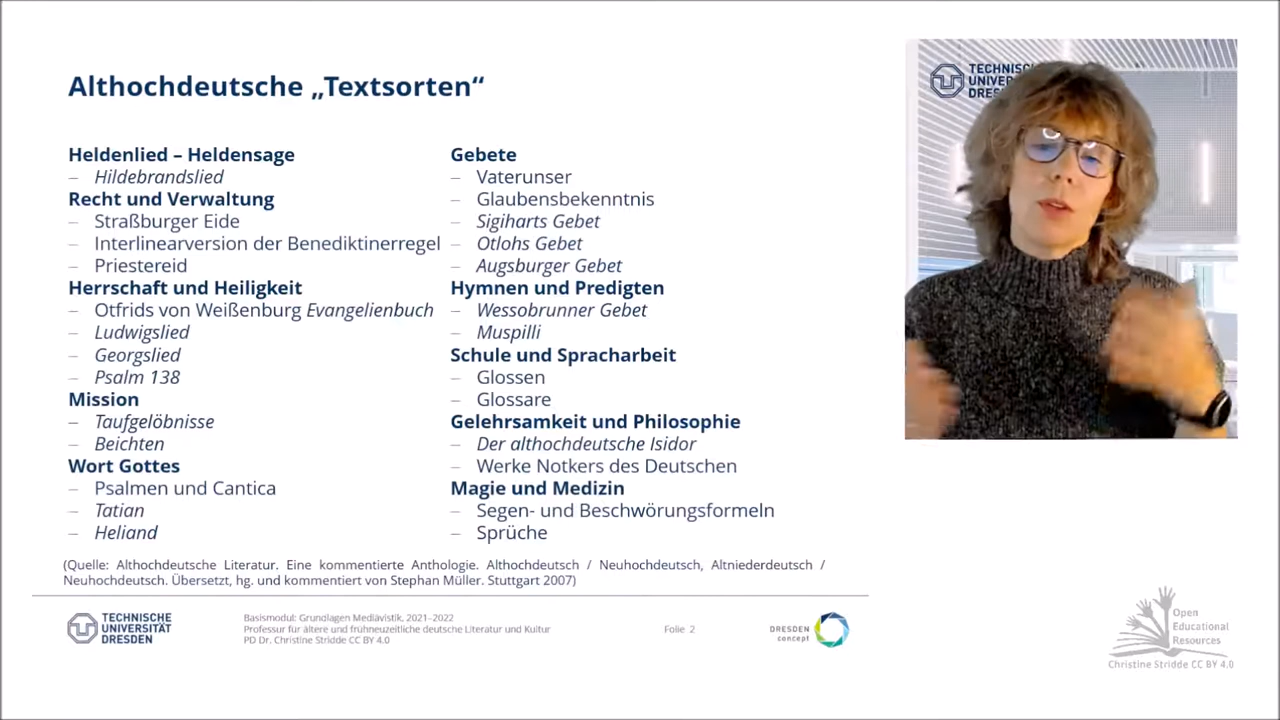 Althochdeutsche „Textsorten“
Heldenlied – Heldensage
– Hildebrandslied
Recht und Verwaltung
– Straßburger Eide
– Interlinearversion der Benediktinerregel
– Priestereid
Herrschaft und Heiligkeit
– Otfrids von Weißenburg Evangelienbuch
– Ludwigslied
– Georgslied
– Psalm 138
Mission
– Taufgelöbnisse
– Beichten
Wort Gottes
– Psalmen und Cantica
– Tatian
– Heliand
Gebete
– Vaterunser
– Glaubensbekenntnis
– Sigiharts Gebet
– Otlohs Gebet
– Augsburger Gebet
Hymnen und Predigten
– Wessobrunner Gebet
– Muspilli
Schule und Spracharbeit
– Glossen
– Glossare
Gelehrsamkeit und Philosophie
– Der althochdeutsche Isidor
– Werke Notkers des Deutschen
Magie und Medizin
– Segen- und Beschwörungsformeln
– Sprüche
(Quelle: Althochdeutsche Literatur. Eine kommentierte Anthologie. Althochdeutsch / Neuhochdeutsch, Altniederdeutsch /
Neuhochdeutsch. Übersetzt, hg. und kommentiert von Stephan Müller. Stuttgart 2007)
TECHNISCHE
UNIVERSITÄT
DRESDEN
Basismodul: Grundlagen Mediävistik, 2021–2022
Professur für ältere und frühneuzeitliche deutsche Literatur und Kultur
PD Dr. Christine Stridde CC BY 4.0
Folie 2
DRESDEN
concept
TECHNISC
UNIVER
DRES
Open
Educational
Resources
Christine Stridde CC BY 4.0